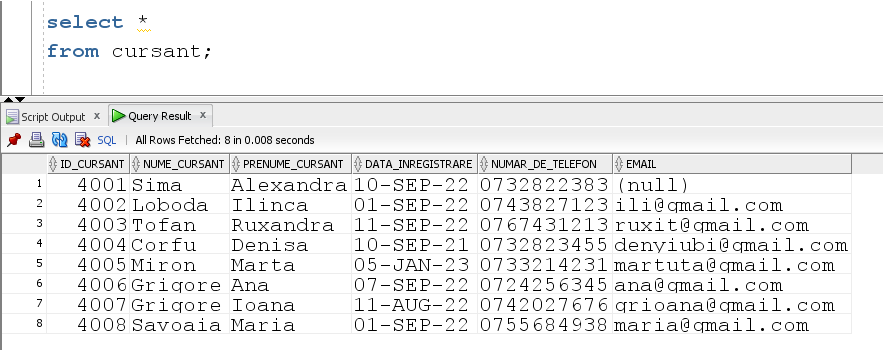 select *
from cursant;
Script Output x Query Result x
SQL | All Rows Fetched: 8 in 0.008 seconds
ID_CURSANT NUME_CURSANT PRENUME_CURSANT DATA_INREGISTRARE NUMAR_DE_TELEFON EMAIL
1 4001 Sima Alexandra 10-SEP-22 0732822383 (null)
2 4002 Loboda Ilinca 01-SEP-22 0743827123 ili@gmail.com
3 4003 Tofan Ruxandra 11-SEP-22 0767431213 ruxit@gmail.com
4 4004 Corfu Denisa 10-SEP-21 0732823455 denyiubi@gmail.com
5 4005 Miron Marta 05-JAN-23 0733214231 martuta@gmail.com
6 4006 Grigore Ana 07-SEP-22 0724256345 ana@gmail.com
7 4007 Grigore Ioana 11-AUG-22 0742027676 grioana@gmail.com
8 4008 Savoaia Maria 01-SEP-22 0755684938 maria@gmail.com